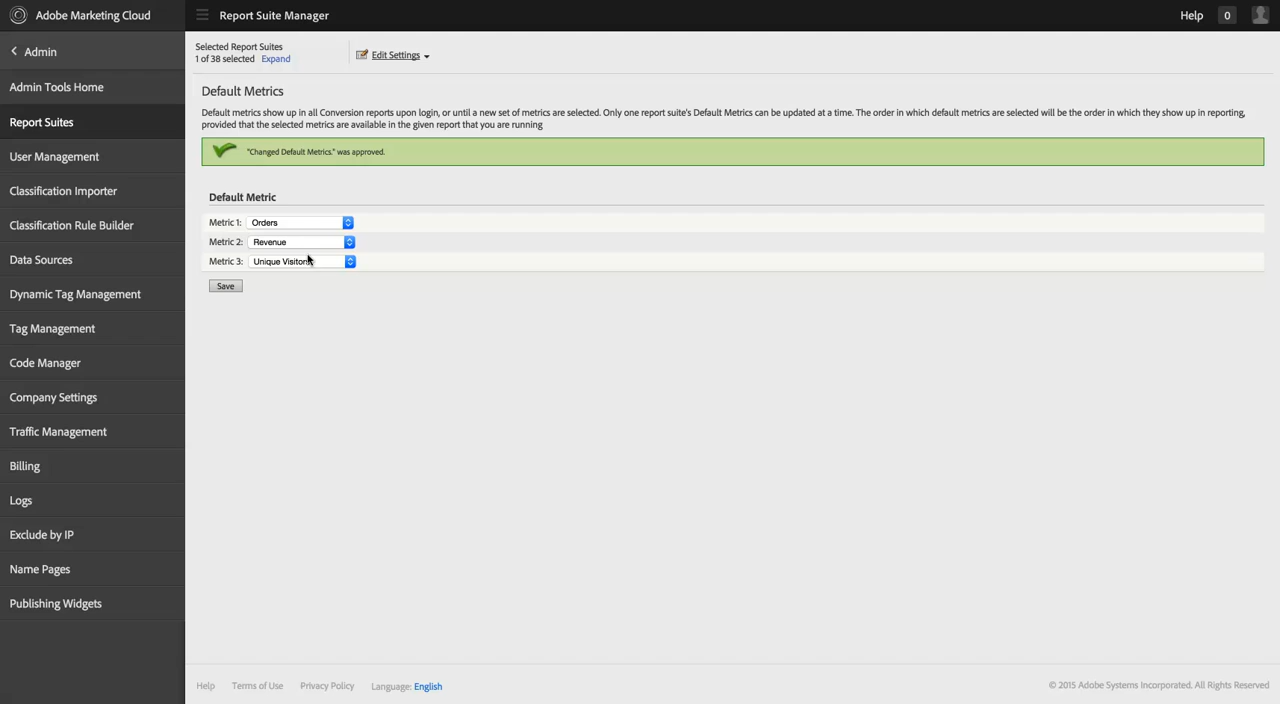 Adobe Marketing Cloud
Report Suite Manager
Help
0
Admin
Admin Tools Home
Report Suites
User Management
Classification Importer
Classification Rule Builder
Data Sources
Dynamic Tag Management
Tag Management
Code Manager
Company Settings
Traffic Management
Billing
Logs
Exclude by IP
Name Pages
Publishing Widgets
Selected Report Suites
1 of 38 selected Expand
Edit Settings
Default Metrics
Default metrics show up in all Conversion reports upon login, or until a new set of metrics are selected. Only one report suite's Default Metrics can be updated at a time. The order in which default metrics are selected will be the order in which they show up in reporting,
provided that the selected metrics are available in the given report that you are running
"Changed Default Metrics." was approved.
Default Metric
Metric 1: Orders
Metric 2: Revenue
Metric 3: Unique Visitors
Save
Help Terms of Use Privacy Policy Language: English
© 2015 Adobe Systems Incorporated. All Rights Reserved